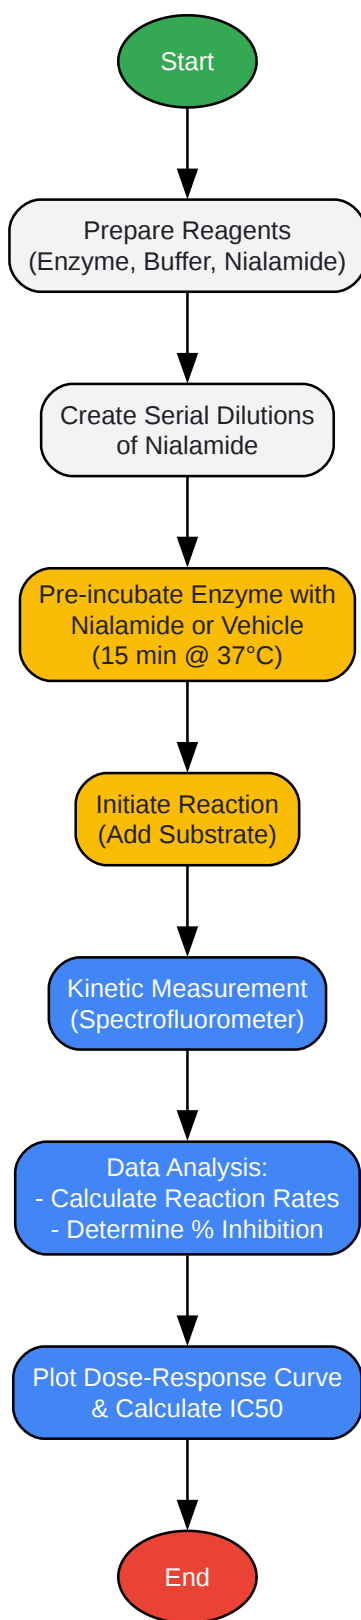 Start
Prepare Reagents
(Enzyme, Buffer, Nialamide)
Create Serial Dilutions
of Nialamide
Pre-incubate Enzyme with
Nialamide or Vehicle
(15 min @ 37°C)
Initiate Reaction
(Add Substrate)
Kinetic Measurement
(Spectrofluorometer)
Data Analysis:
- Calculate Reaction Rates
- Determine % Inhibition
Plot Dose-Response Curve
& Calculate IC50
End